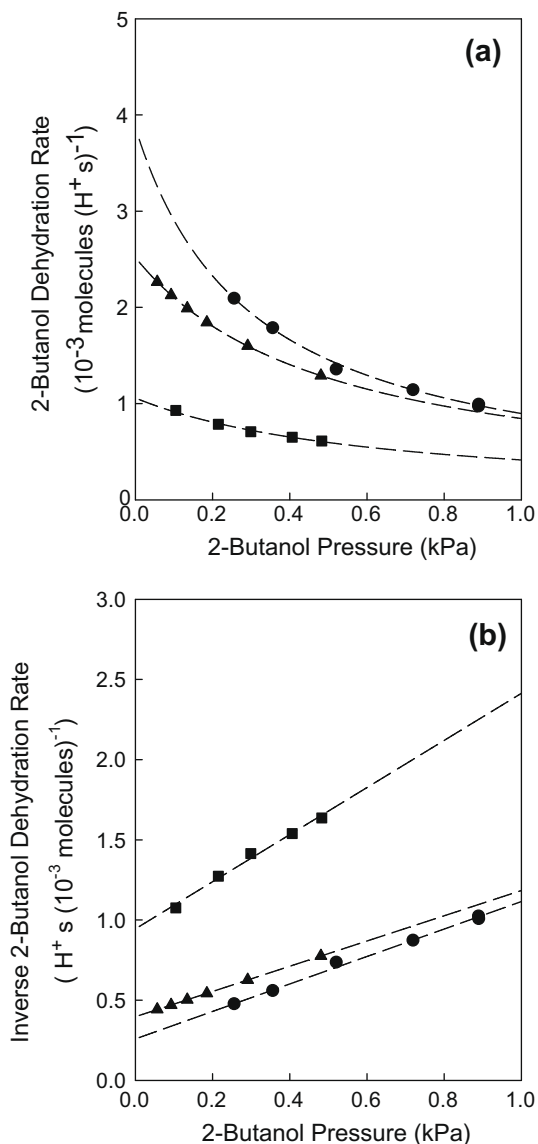 (a)
2-Butanol Dehydration Rate
(10⁻³ molecules (H⁺ s)⁻¹
5
4
3
2
1
0
0.0 0.2 0.4 0.6 0.8 1.0
2-Butanol Pressure (kPa)
(b)
Inverse 2-Butanol Dehydration Rate
( H⁺ s (10⁻³ molecules)⁻¹
3.0
2.5
2.0
1.5
1.0
0.5
0.0
0.0 0.2 0.4 0.6 0.8 1.0
2-Butanol Pressure (kPa)